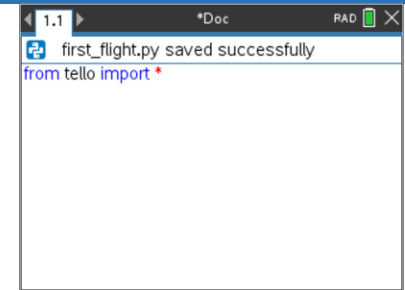 1.1 *Doc RAD
first_flight.py saved successfully
from tello import *